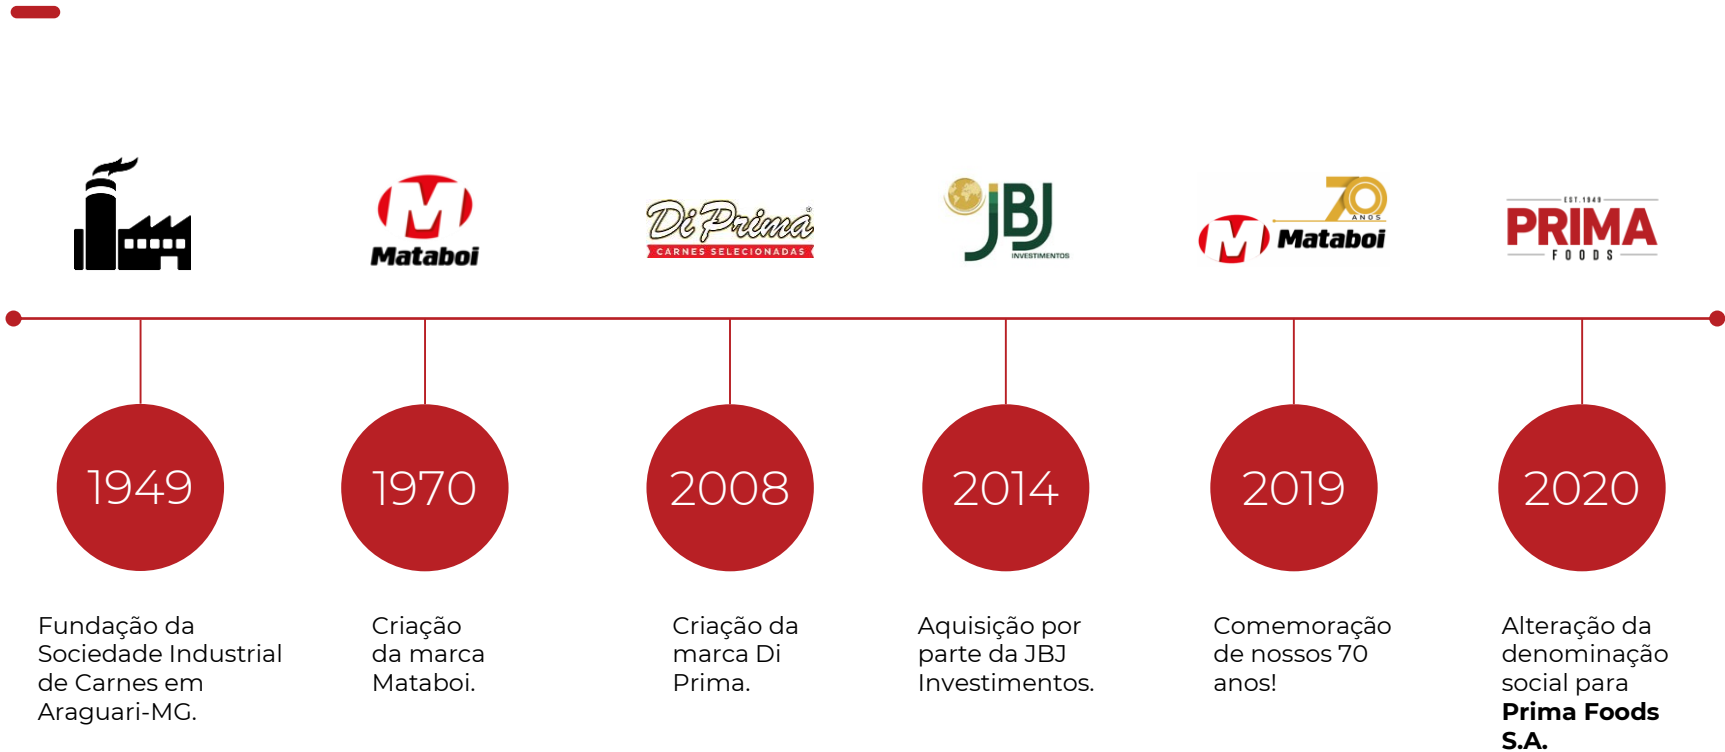 Mataboi
Di Prima
CARNES SELECIONADAS
JBJ
INVESTIMENTOS
70
ANOS
Mataboi
EST. 1949
PRIMA
FOODS
1949
1970
2008
2014
2019
2020
Fundação da
Sociedade Industrial
de Carnes em
Araguari-MG.
Criação
da marca
Mataboi.
Criação da
marca Di
Prima.
Aquisição por
parte da JBJ
Investimentos.
Comemoração
de nossos 70
anos!
Alteração da
denominação
social para
Prima Foods
S.A.